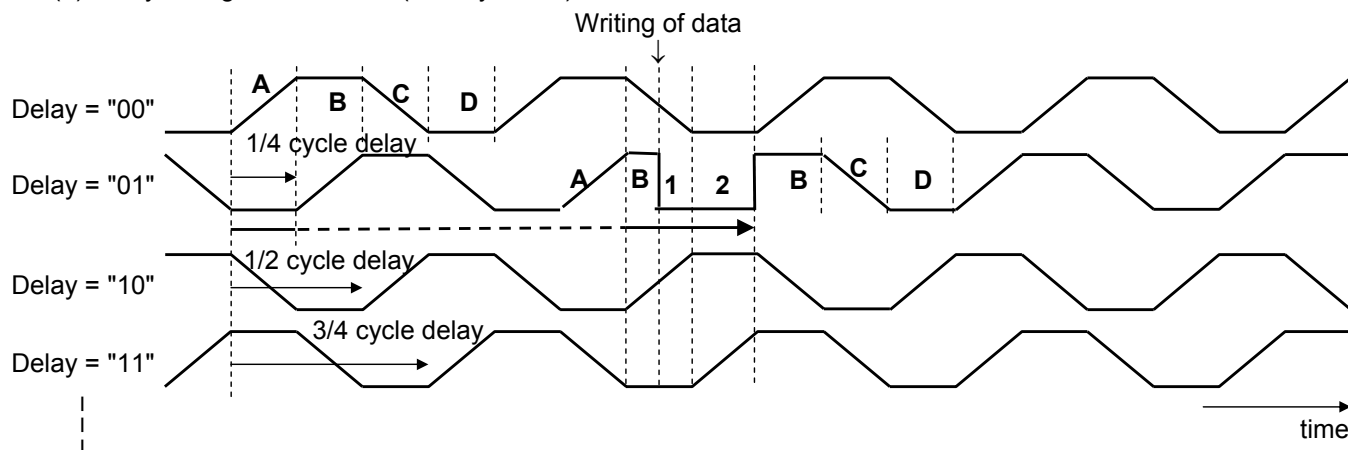 Writing of data
A B C D
Delay = "00"
1/4 cycle delay
Delay = "01"
A B 1 2 B C D
1/2 cycle delay
Delay = "10"
3/4 cycle delay
Delay = "11"
time